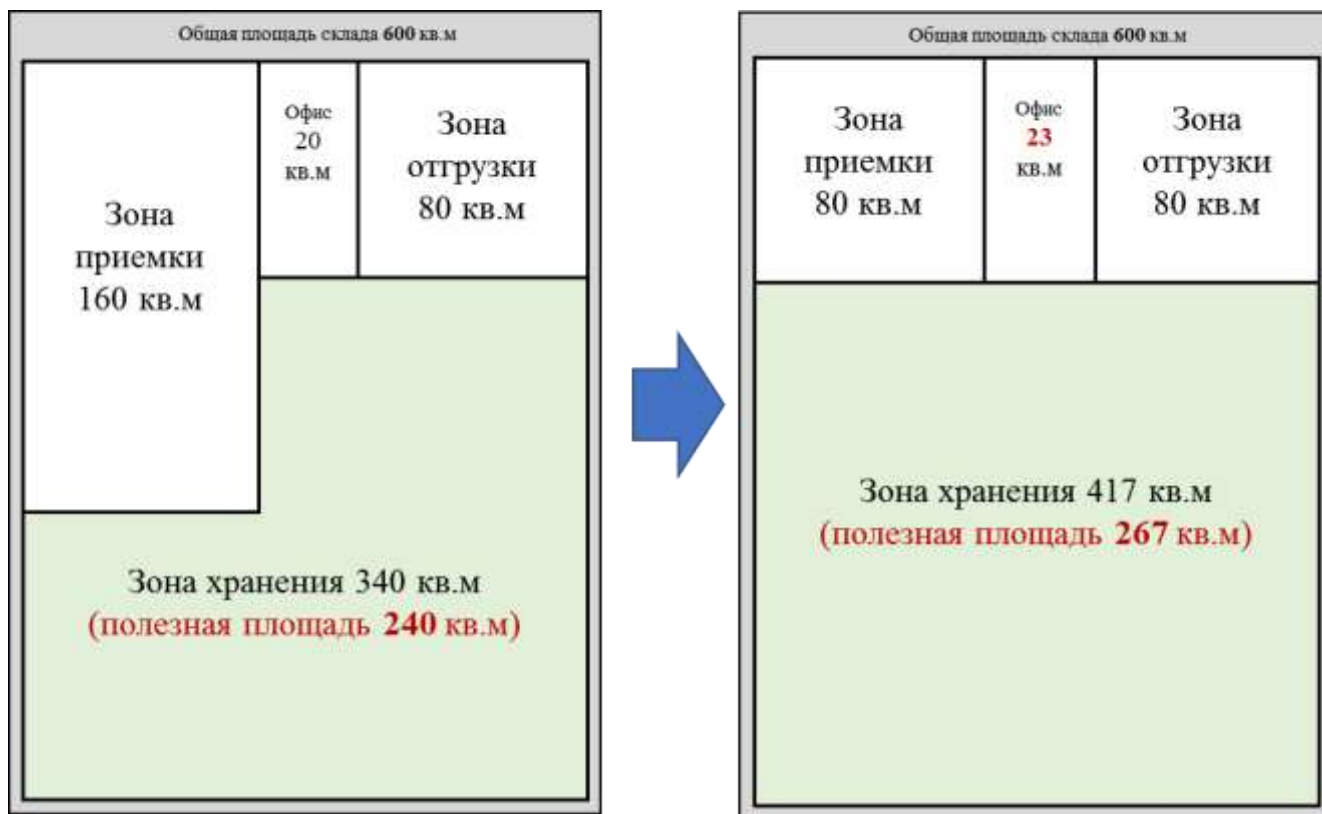 Общая площадь склада 600 кв.м
Зона
приемки
160 кв.м
Офис
20
кв.м
Зона
отгрузки
80 кв.м
Зона хранения 340 кв.м
(полезная площадь 240 кв.м)
Общая площадь склада 600 кв.м
Зона
приемки
80 кв.м
Офис
23
кв.м
Зона
отгрузки
80 кв.м
Зона хранения 417 кв.м
(полезная площадь 267 кв.м)